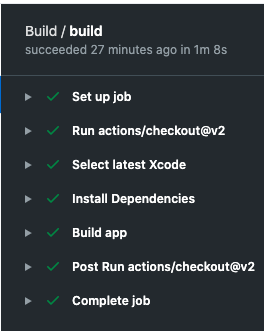 Build / build
succeeded 27 minutes ago in 1m 8s
Set up job
Run actions/checkout@v2
Select latest Xcode
Install Dependencies
Build app
Post Run actions/checkout@v2
Complete job